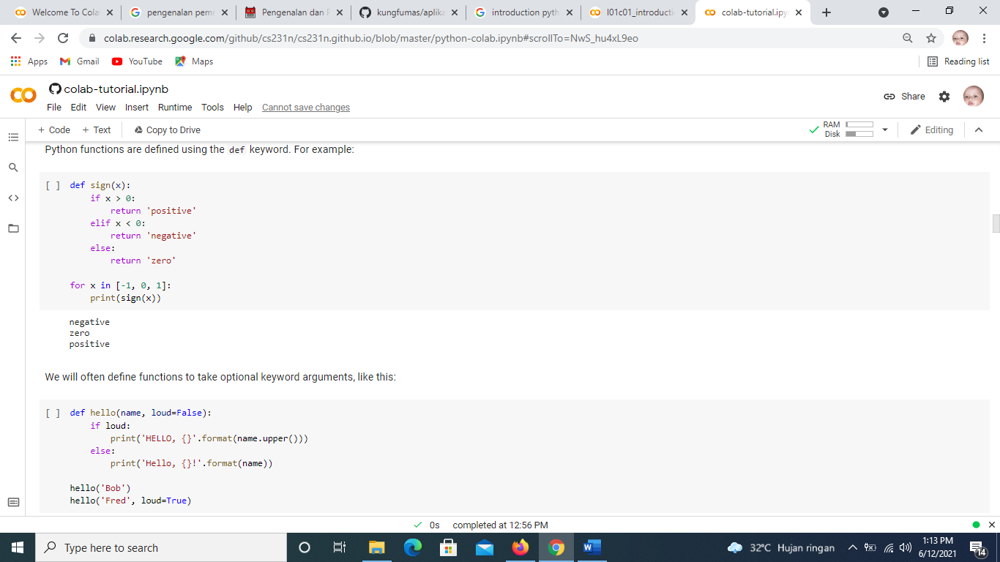 Welcome To Cola
pengenalan pemr
Pengenalan dan P
kungfumas/aplika
introduction pyth
l01c01_introducti
colab-tutorial.ipy
colab.research.google.com/github/cs231n/cs231n.github.io/blob/master/python-colab.ipynb#scrollTo=NwS_hu4xL9eo
Apps
Gmail
YouTube
Maps
Reading list
colab-tutorial.ipynb
File Edit View Insert Runtime Tools Help Cannot save changes
Share
+ Code + Text Copy to Drive
RAM
Disk
Editing
Python functions are defined using the def keyword. For example:
[ ] def sign(x):
if x > 0:
return 'positive'
elif x < 0:
return 'negative'
else:
return 'zero'
for x in [-1, 0, 1]:
print(sign(x))
negative
zero
positive
We will often define functions to take optional keyword arguments, like this:
[ ] def hello(name, loud=False):
if loud:
print('HELLO, {}'.format(name.upper()))
else:
print('Hello, {}!'.format(name))
hello('Bob')
hello('Fred', loud=True)
0s completed at 12:56 PM
Type here to search
32°C Hujan ringan
1:13 PM
6/12/2021
14